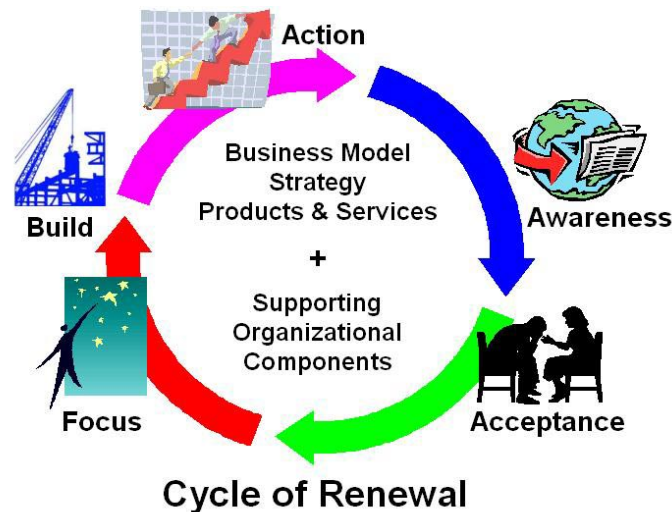 Action
Business Model
Strategy
Products & Services
Build
Awareness
+
Supporting
Organizational
Components
Focus
Acceptance
Cycle of Renewal